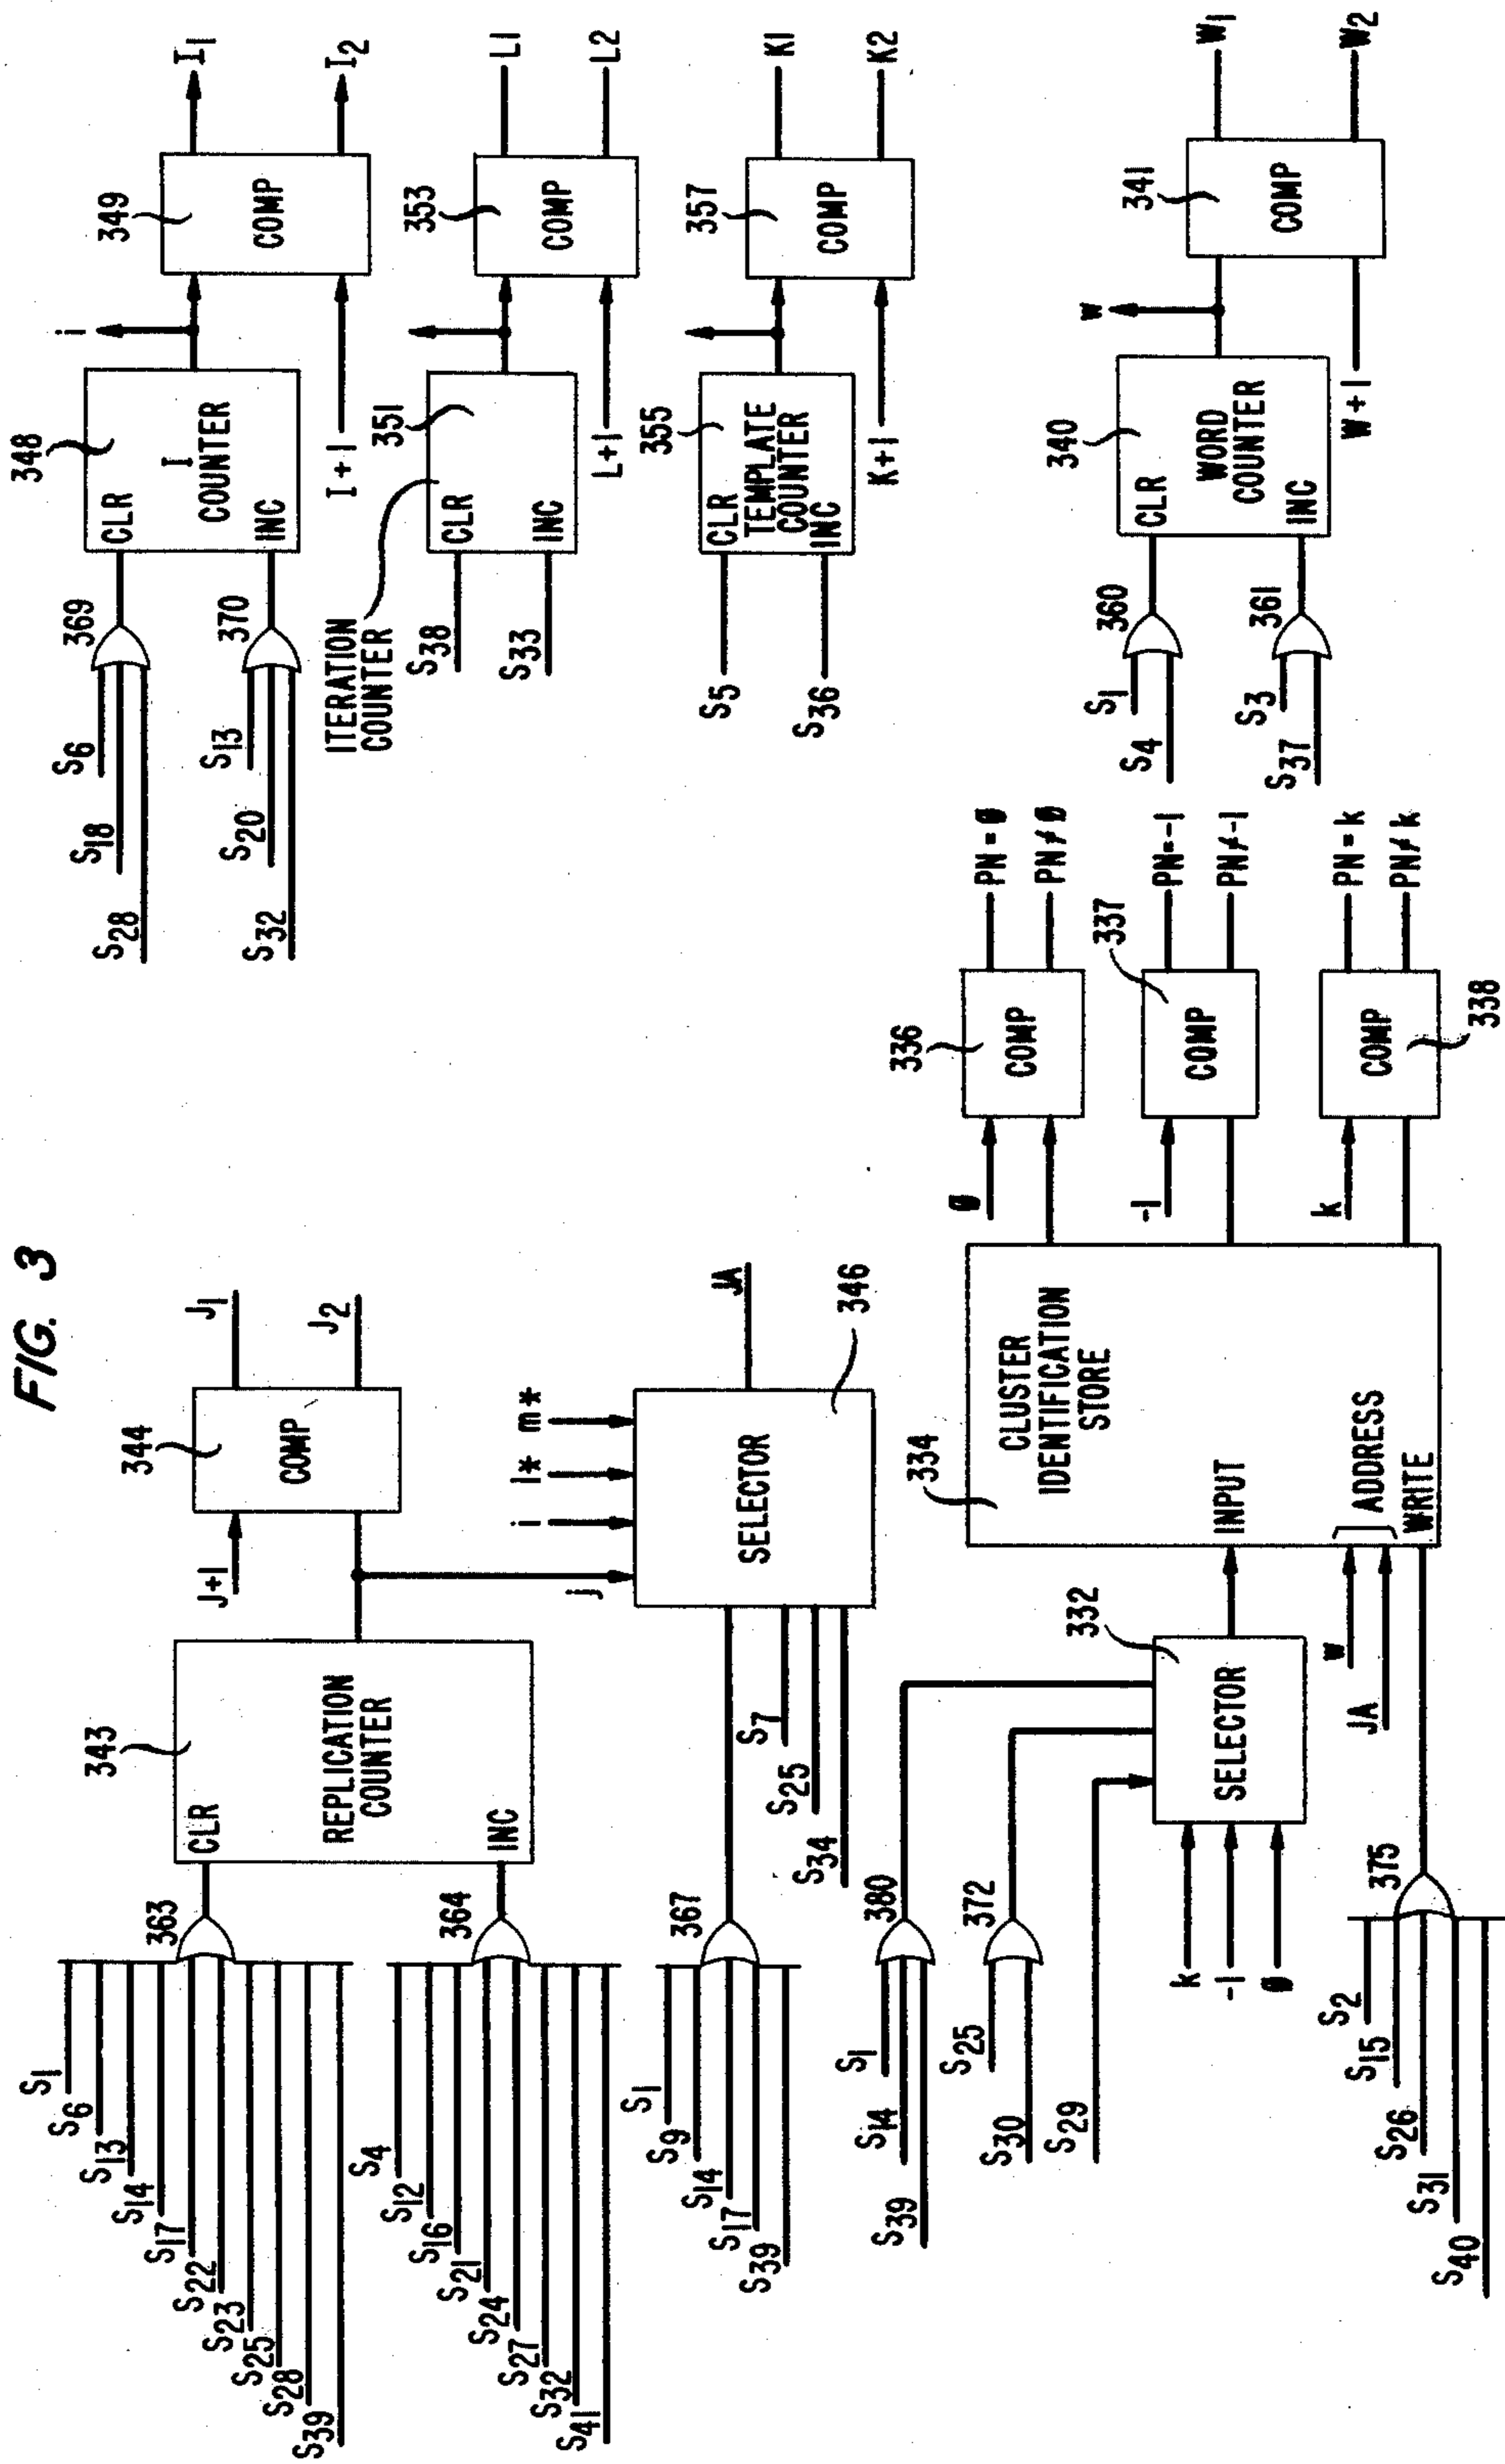 FIG. 3
S1
S6
S13
S14
S17
S22
S23
S25
S28
S39
363
CLR
343
REPLICATION
COUNTER
INC
S4
S12
S16
S21
S24
S27
S32
S41
364
J+1
344
COMP
J1
J2
j
i
l*
m*
S1
S9
S14
S17
S39
367
S7
S25
S34
SELECTOR
346
JA
S1
S14
S39
380
S25
S30
372
S29
k
-1
ø
SELECTOR
332
S2
S15
S26
S31
S40
375
w
JA
334
CLUSTER
IDENTIFICATION
STORE
INPUT
ADDRESS
WRITE
ø
336
COMP
PN = ø
PN ≠ ø
-1
337
COMP
PN=-1
PN≠-1
k
COMP
338
PN = k
PN≠ k
S6
S18
S28
369
S13
S20
S32
370
348
CLR
I
COUNTER
INC
i
I+1
349
COMP
I1
I2
ITERATION
COUNTER
S38
S33
351
CLR
INC
L+1
353
COMP
L1
L2
S5
S36
355
CLR
TEMPLATE
COUNTER
INC
K+1
357
COMP
K1
K2
S1
S4
360
S3
S37
361
340
CLR
WORD
COUNTER
INC
w
W+1
341
COMP
W1
W2